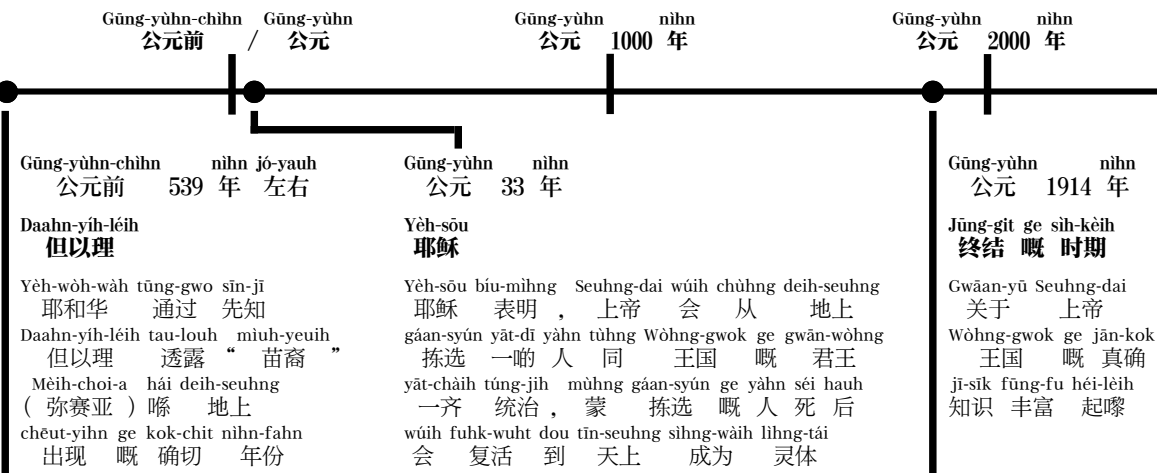 Gūng-yùhn-chìhn Gūng-yùhn
公元前 / 公元
Gūng-yùhn nìhn
公元 1000 年
Gūng-yùhn nìhn
公元 2000 年
Gūng-yùhn-chìhn nìhn jó-yauh
公元前 539 年 左右
Daahn-yíh-léih
但以理
Yèh-wòh-wàh tūng-gwo sīn-jī
耶和华 通过 先知
Daahn-yíh-léih tau-louh mìuh-yeuih
但以理 透露 “ 苗裔 ”
Mèih-choi-a hái deih-seuhng
( 弥赛亚 ) 喺 地上
chēut-yihn ge kok-chit nìhn-fahn
出现 嘅 确切 年份
Gūng-yùhn nìhn
公元 33 年
Yèh-sōu
耶稣
Yèh-sōu bíu-mìhng Seuhng-dai wúih chùhng deih-seuhng
耶稣 表明 , 上帝 会 从 地上
gáan-syún yāt-dī yàhn tùhng Wòhng-gwok ge gwān-wòhng
拣选 一啲 人 同 王国 嘅 君王
yāt-chàih túng-jih mùhng gáan-syún ge yàhn séi hauh
一齐 统治 , 蒙 拣选 嘅 人 死 后
wúih fuhk-wuht dou tīn-seuhng sìhng-wàih lìhng-tái
会 复活 到 天上 成为 灵体
Gūng-yùhn nìhn
公元 1914 年
Jūng-git ge sìh-kèih
终结 嘅 时期
Gwāan-yū Seuhng-dai
关于 上帝
Wòhng-gwok ge jān-kok
王国 嘅 真确
jī-sīk fūng-fu héi-lèih
知识 丰富 起嚟